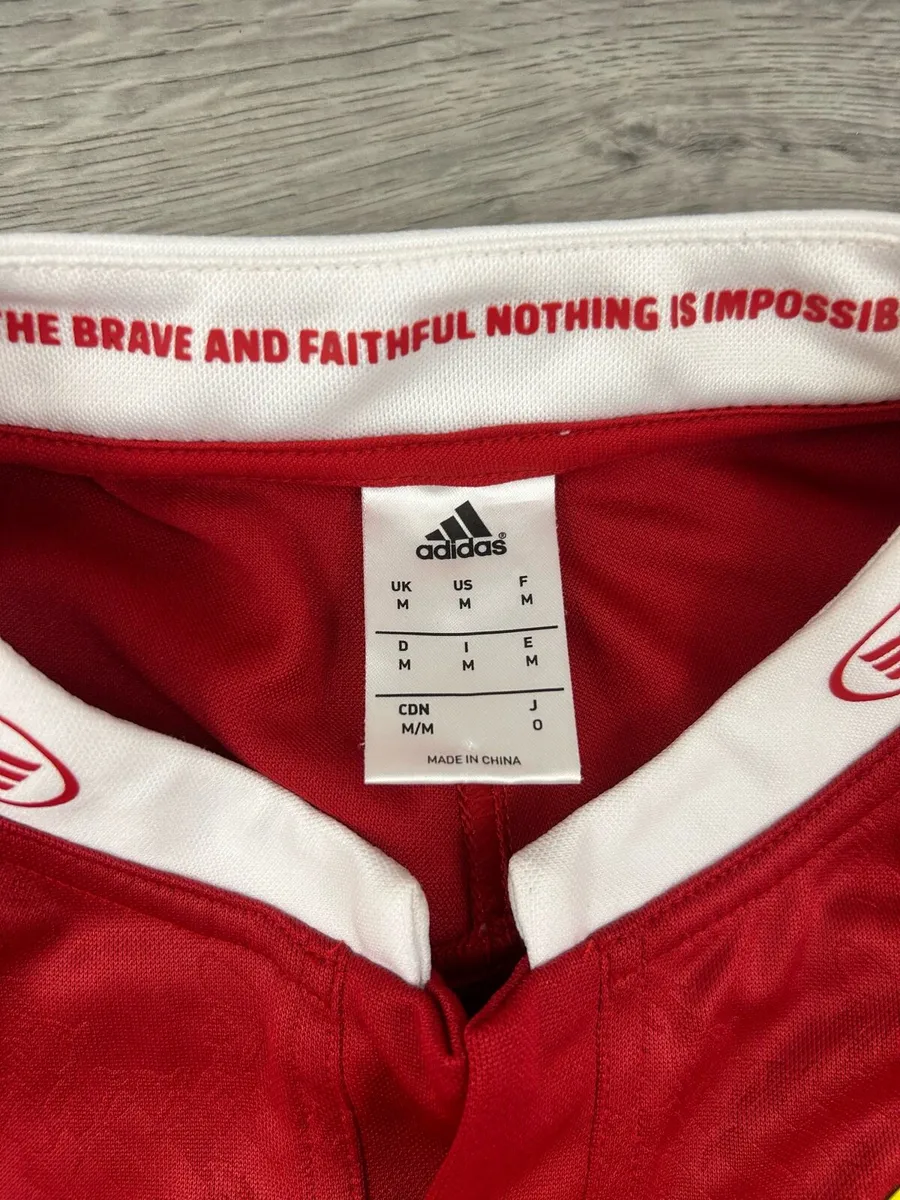 HE BRAVE AND FAITHFUL NOTHING IS IMPOSSIB
adidas®
UK US F
M M M
D I E
M M M
CDN J
M/M O
MADE IN CHINA